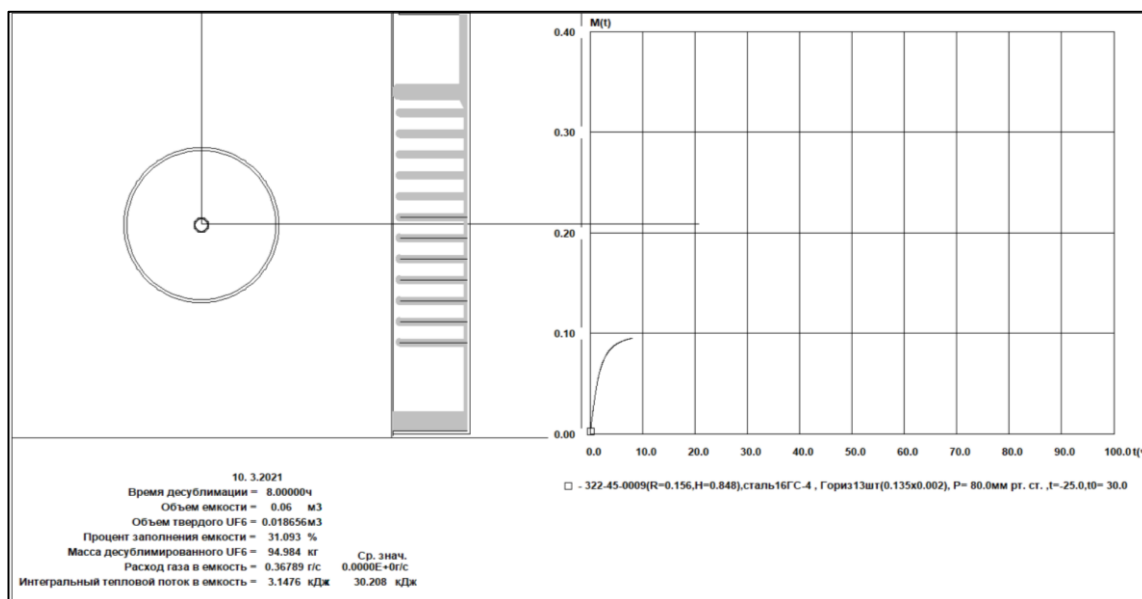 M(t)
0.40
0.30
0.20
0.10
0.00
0.0 10.0 20.0 30.0 40.0 50.0 60.0 70.0 80.0 90.0 100.0 t(ч
□ - 322-45-0009(R=0.156,H=0.848),сталь16ГС-4 , Гориз13шт(0.135x0.002), P= 80.0мм рт. ст. ,t=-25.0,t0= 30.0
10. 3.2021
Время десублимации = 8.00000ч
Объем емкости = 0.06 м3
Объем твердого UF6 = 0.018656м3
Процент заполнения емкости = 31.093 %
Масса десублимированного UF6 = 94.984 кг
Ср. знач.
Расход газа в емкость = 0.36789 г/с 0.0000E+0г/с
Интегральный тепловой поток в емкость = 3.1476 кДж 30.208 кДж